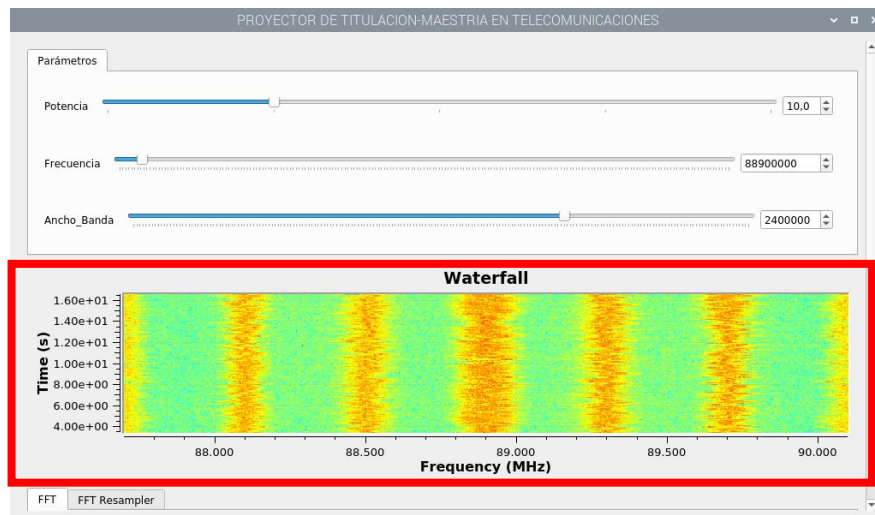 PROYECTOR DE TITULACION-MAESTRIA EN TELECOMUNICACIONES
Parámetros
Potencia 10,0
Frecuencia 88900000
Ancho_Banda 2400000
Waterfall
Time (s)
1.60e+01
1.40e+01
1.20e+01
1.00e+01
8.00e+00
6.00e+00
4.00e+00
88.000 88.500 89.000 89.500 90.000
Frequency (MHz)
FFT FFT Resampler